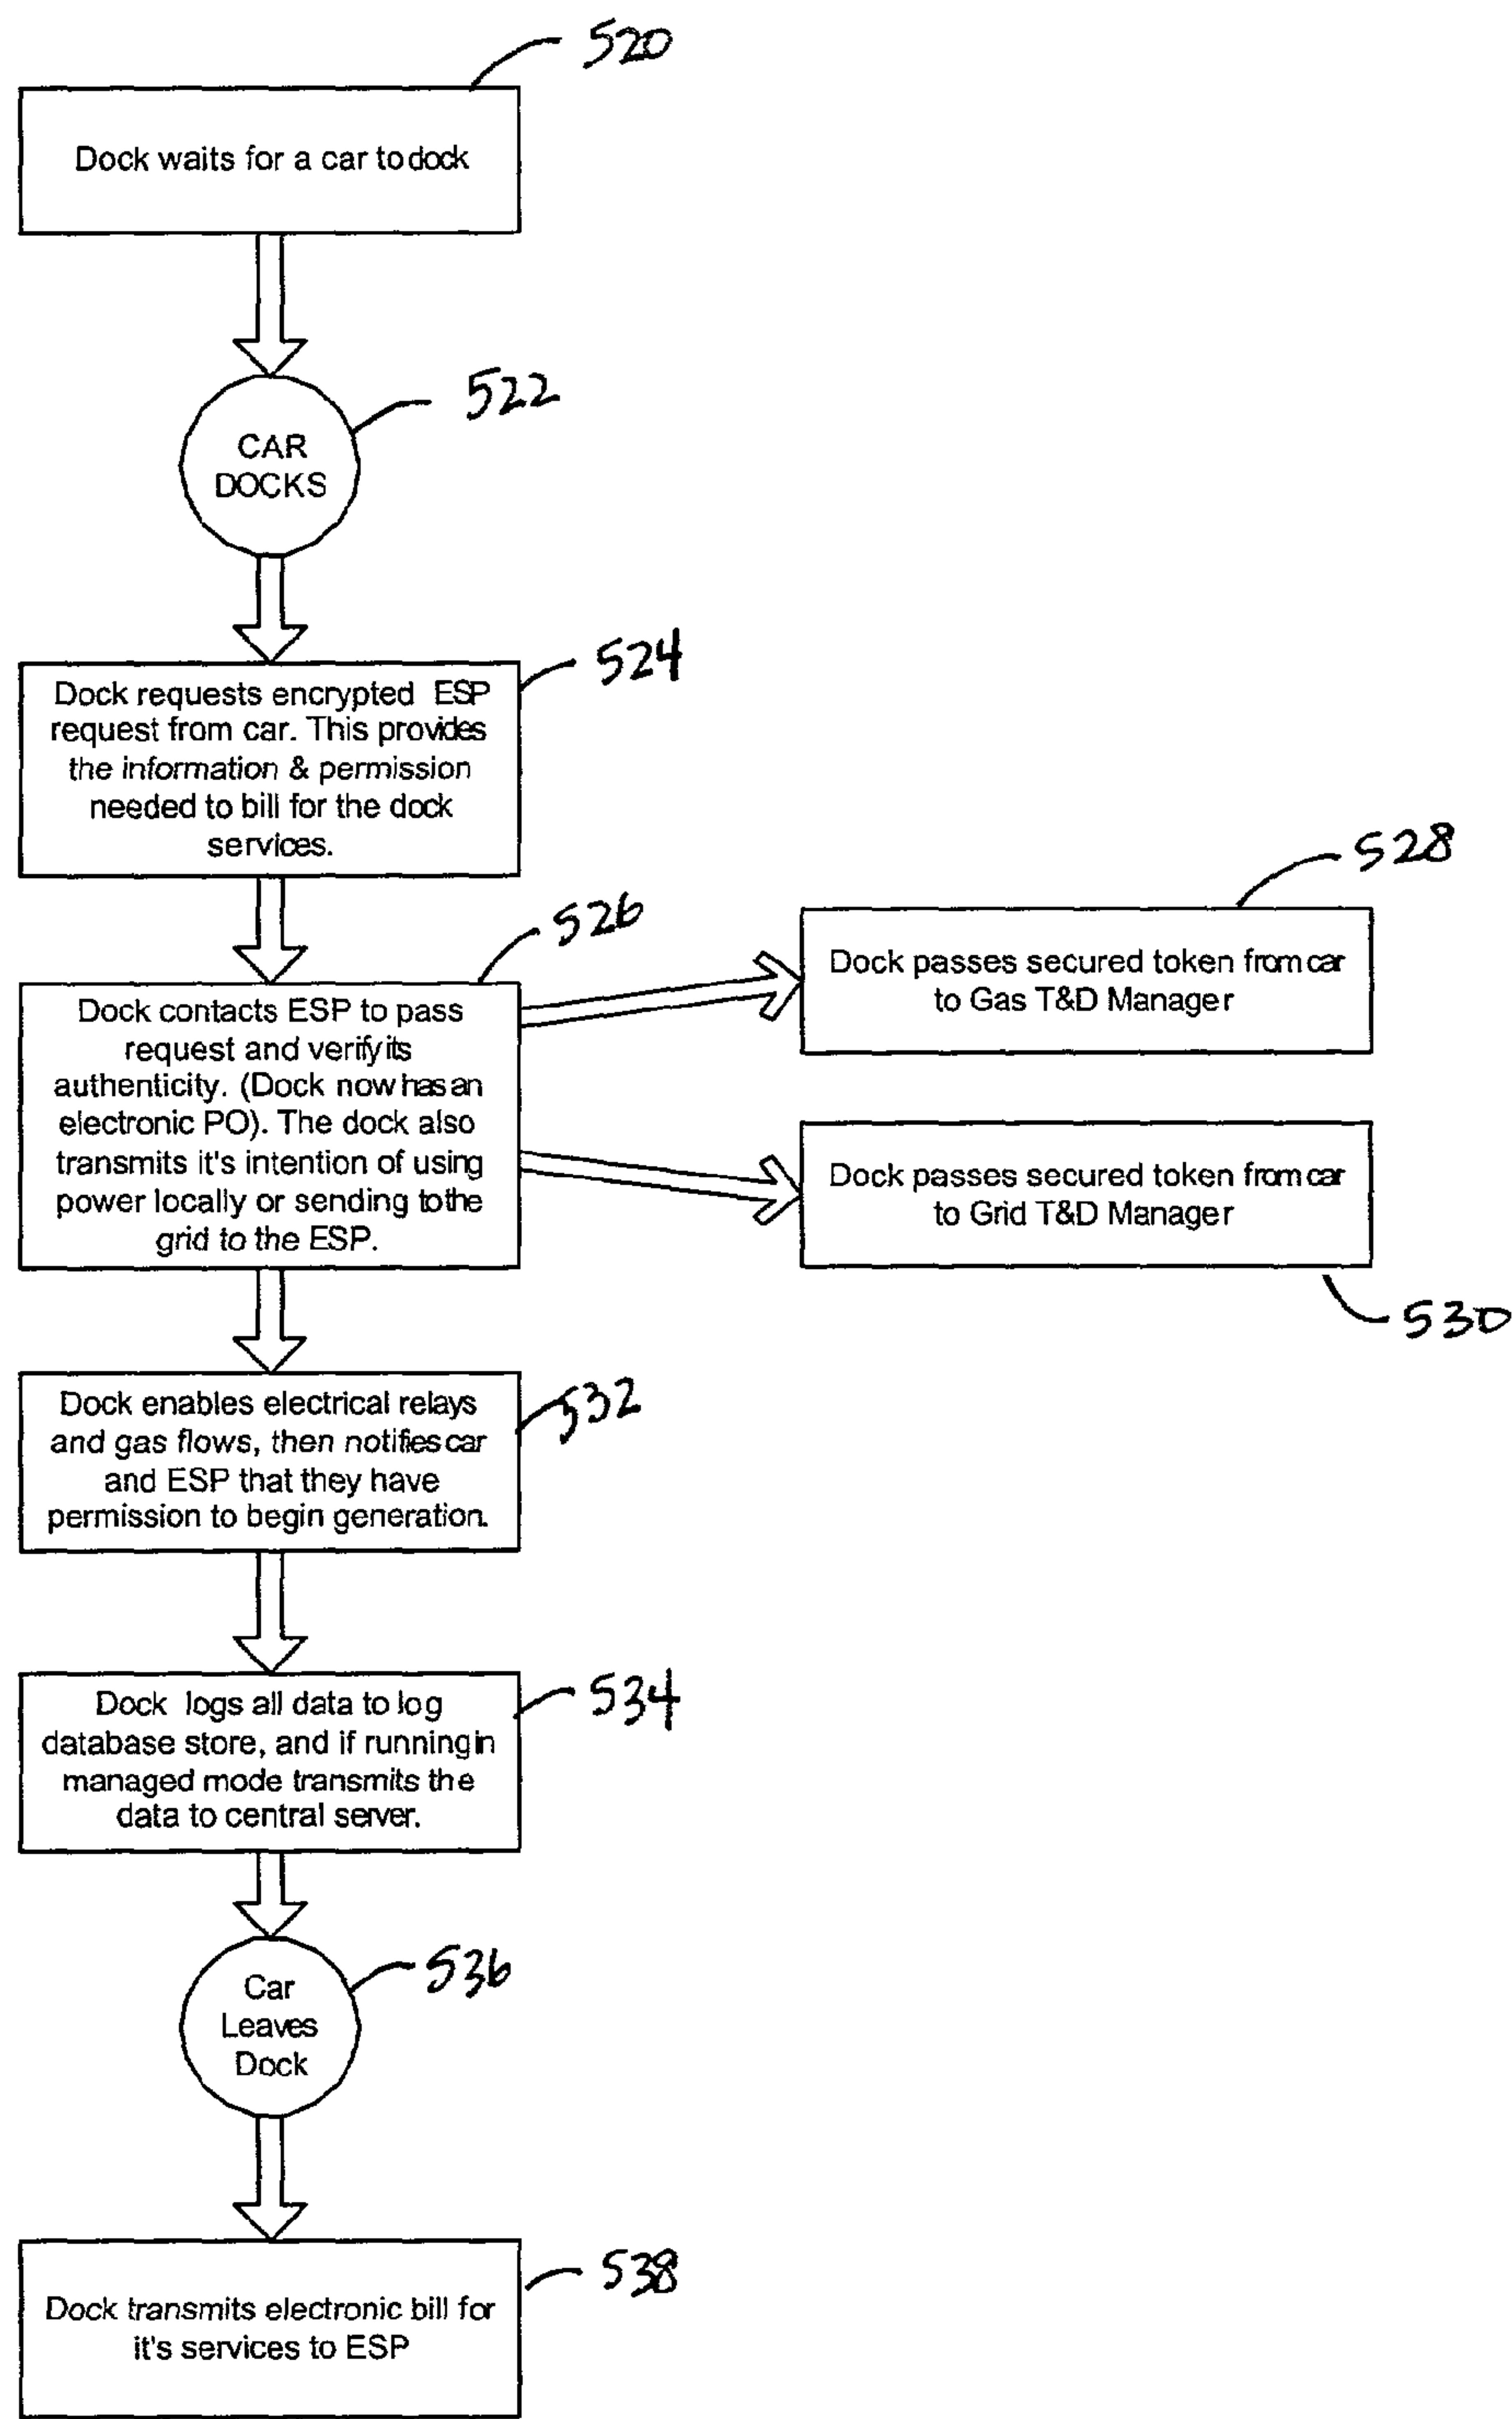 520
Dock waits for a car to dock
522
CAR
DOCKS
524
Dock requests encrypted ESP
request from car. This provides
the information & permission
needed to bill for the dock
services.
526
Dock contacts ESP to pass
request and verify its
authenticity. (Dock now has an
electronic PO). The dock also
transmits it's intention of using
power locally or sending to the
grid to the ESP.
528
Dock passes secured token from car
to Gas T&D Manager
Dock passes secured token from car
to Grid T&D Manager
530
532
Dock enables electrical relays
and gas flows, then notifies car
and ESP that they have
permission to begin generation.
534
Dock logs all data to log
database store, and if running in
managed mode transmits the
data to central server.
536
Car
Leaves
Dock
538
Dock transmits electronic bill for
it's services to ESP